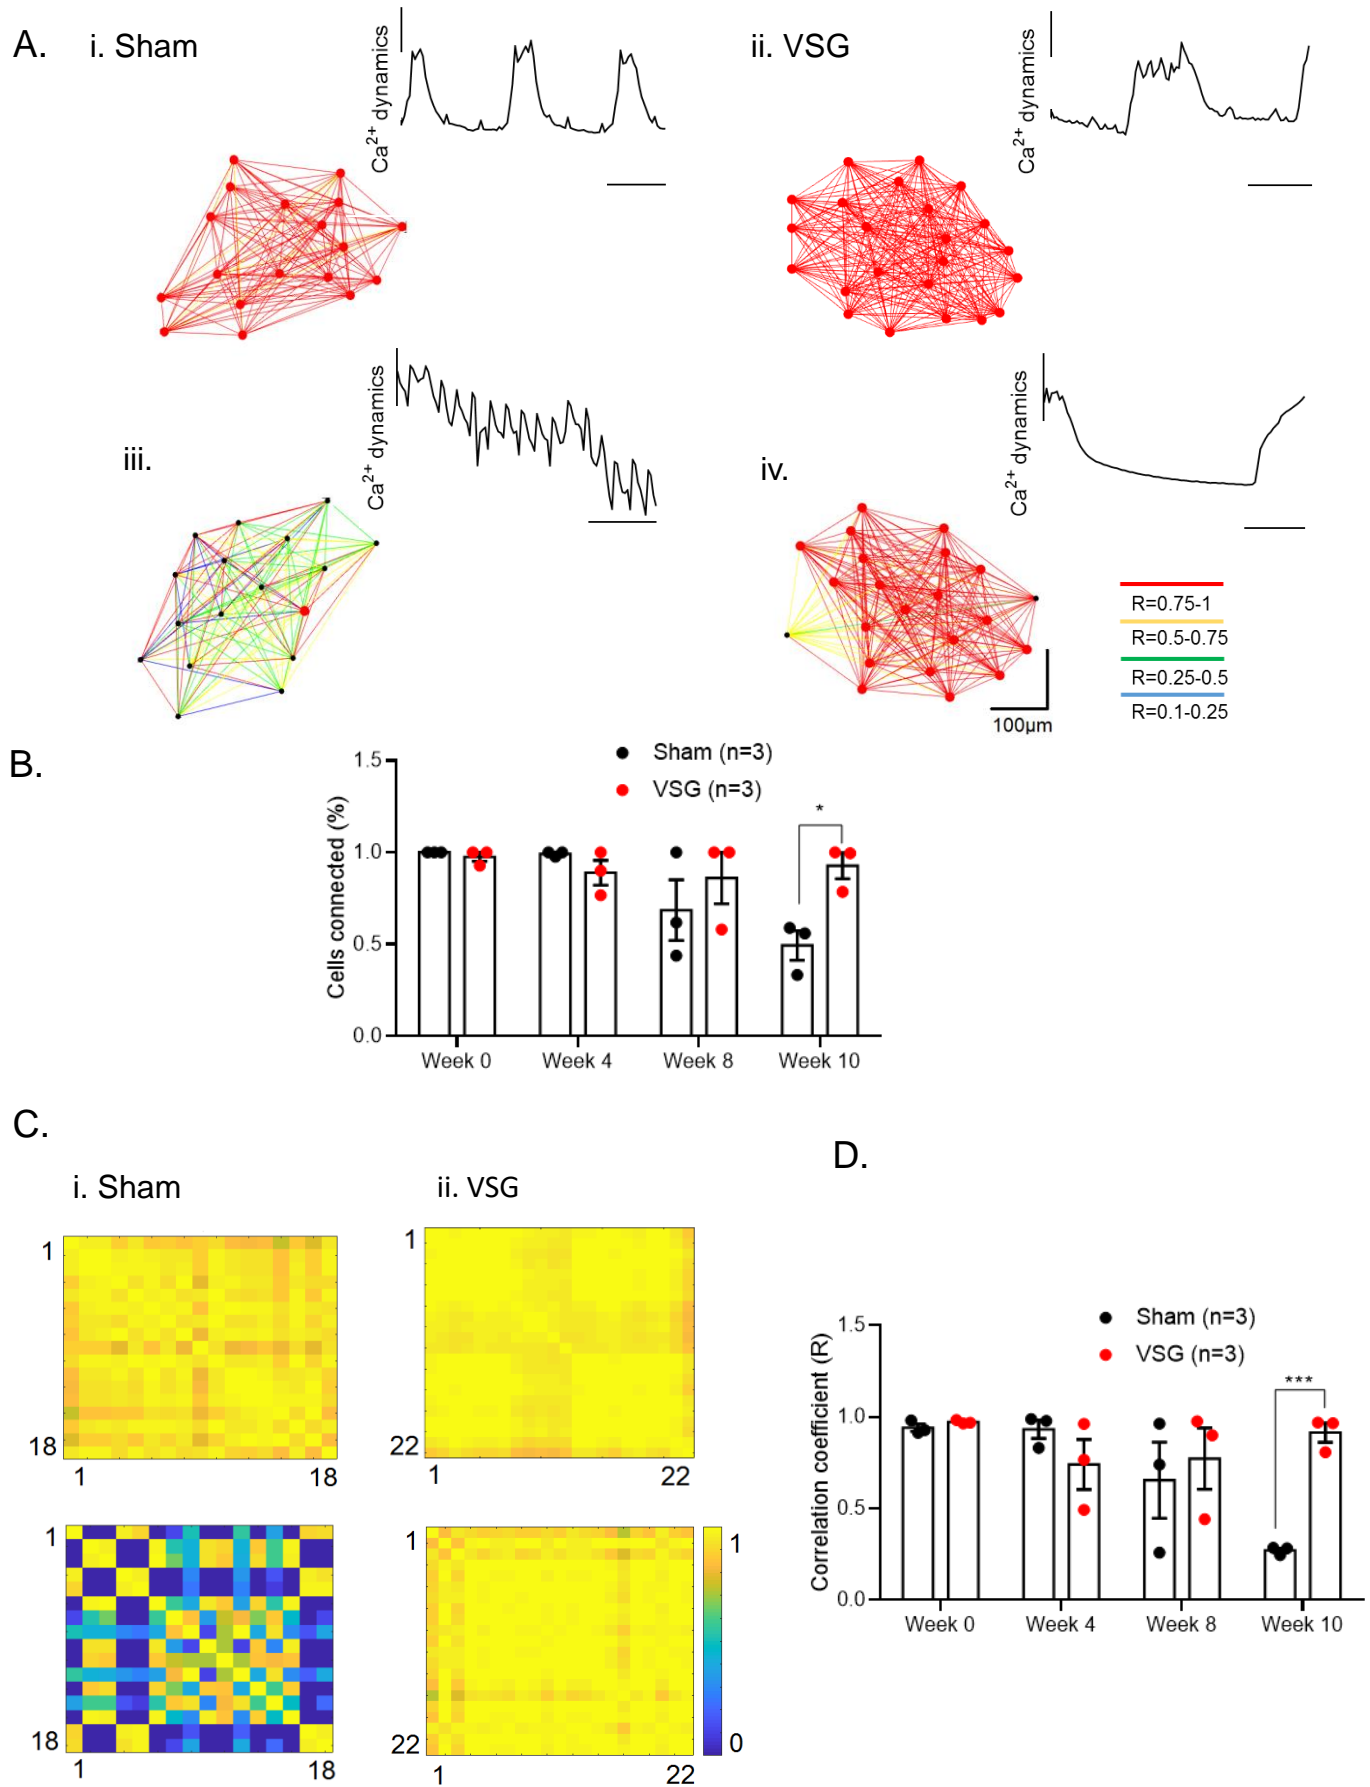 A.
i. Sham
Ca2+ dynamics
ii. VSG
Ca2+ dynamics
iii.
Ca2+ dynamics
iv.
Ca2+ dynamics
R=0.75-1
R=0.5-0.75
R=0.25-0.5
R=0.1-0.25
100µm
B.
Cells connected (%)
1.5
1.0
0.5
0.0
Sham (n=3)
VSG (n=3)
*
Week 0
Week 4
Week 8
Week 10
C.
i. Sham
ii. VSG
1
18
1
18
1
22
1
22
1
18
1
18
1
22
1
22
1
0
D.
Correlation coefficient (R)
1.5
1.0
0.5
0.0
Sham (n=3)
VSG (n=3)
***
Week 0
Week 4
Week 8
Week 10